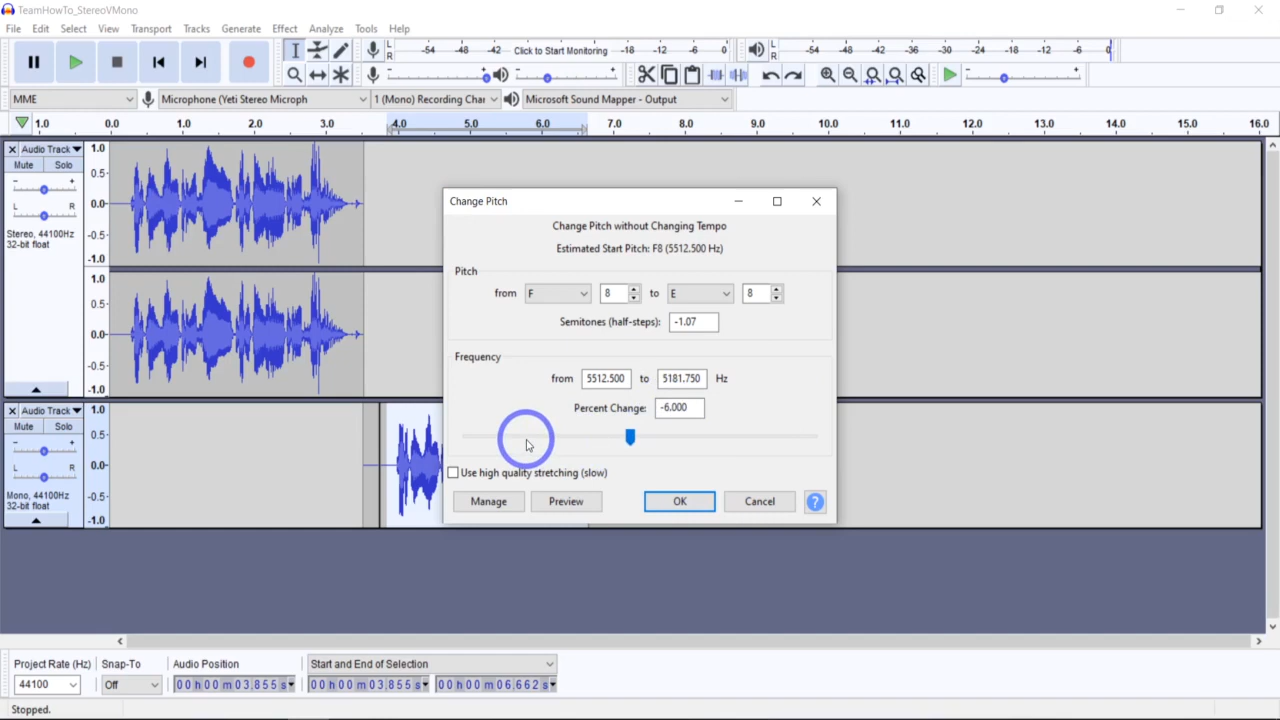 TeamHowTo_StereoVMono
File Edit Select View Transport Tracks Generate Effect Analyze Tools Help
L R -54 -48 -42 Click to Start Monitoring -18 -12 -6 0 L R -54 -48 -42 -36 -30 -24 -18 -12 -6 0
MME Microphone (Yeti Stereo Microph 1 (Mono) Recording Char Microsoft Sound Mapper - Output
1.0 0.0 1.0 2.0 3.0 4.0 5.0 6.0 7.0 8.0 9.0 10.0 11.0 12.0 13.0 14.0 15.0 16.0
Audio Track 1.0
Mute Solo
0.5
- +
0.0
L R
Stereo, 44100Hz
-0.5
32-bit float
-1.0
1.0
0.5
0.0
-0.5
-1.0
Audio Track 1.0
Mute Solo
0.5
- +
0.0
L R
Mono, 44100Hz
-0.5
32-bit float
-1.0
Change Pitch
Change Pitch without Changing Tempo
Estimated Start Pitch: F8 (5512.500 Hz)
Pitch
from F 8 to E 8
Semitones (half-steps): -1.07
Frequency
from 5512.500 to 5181.750 Hz
Percent Change: -6.000
Use high quality stretching (slow)
Manage Preview OK Cancel ?
Project Rate (Hz) Snap-To Audio Position Start and End of Selection
44100 Off 00h00m03.855s 00h00m03.855s 00h00m06.662s
Stopped.